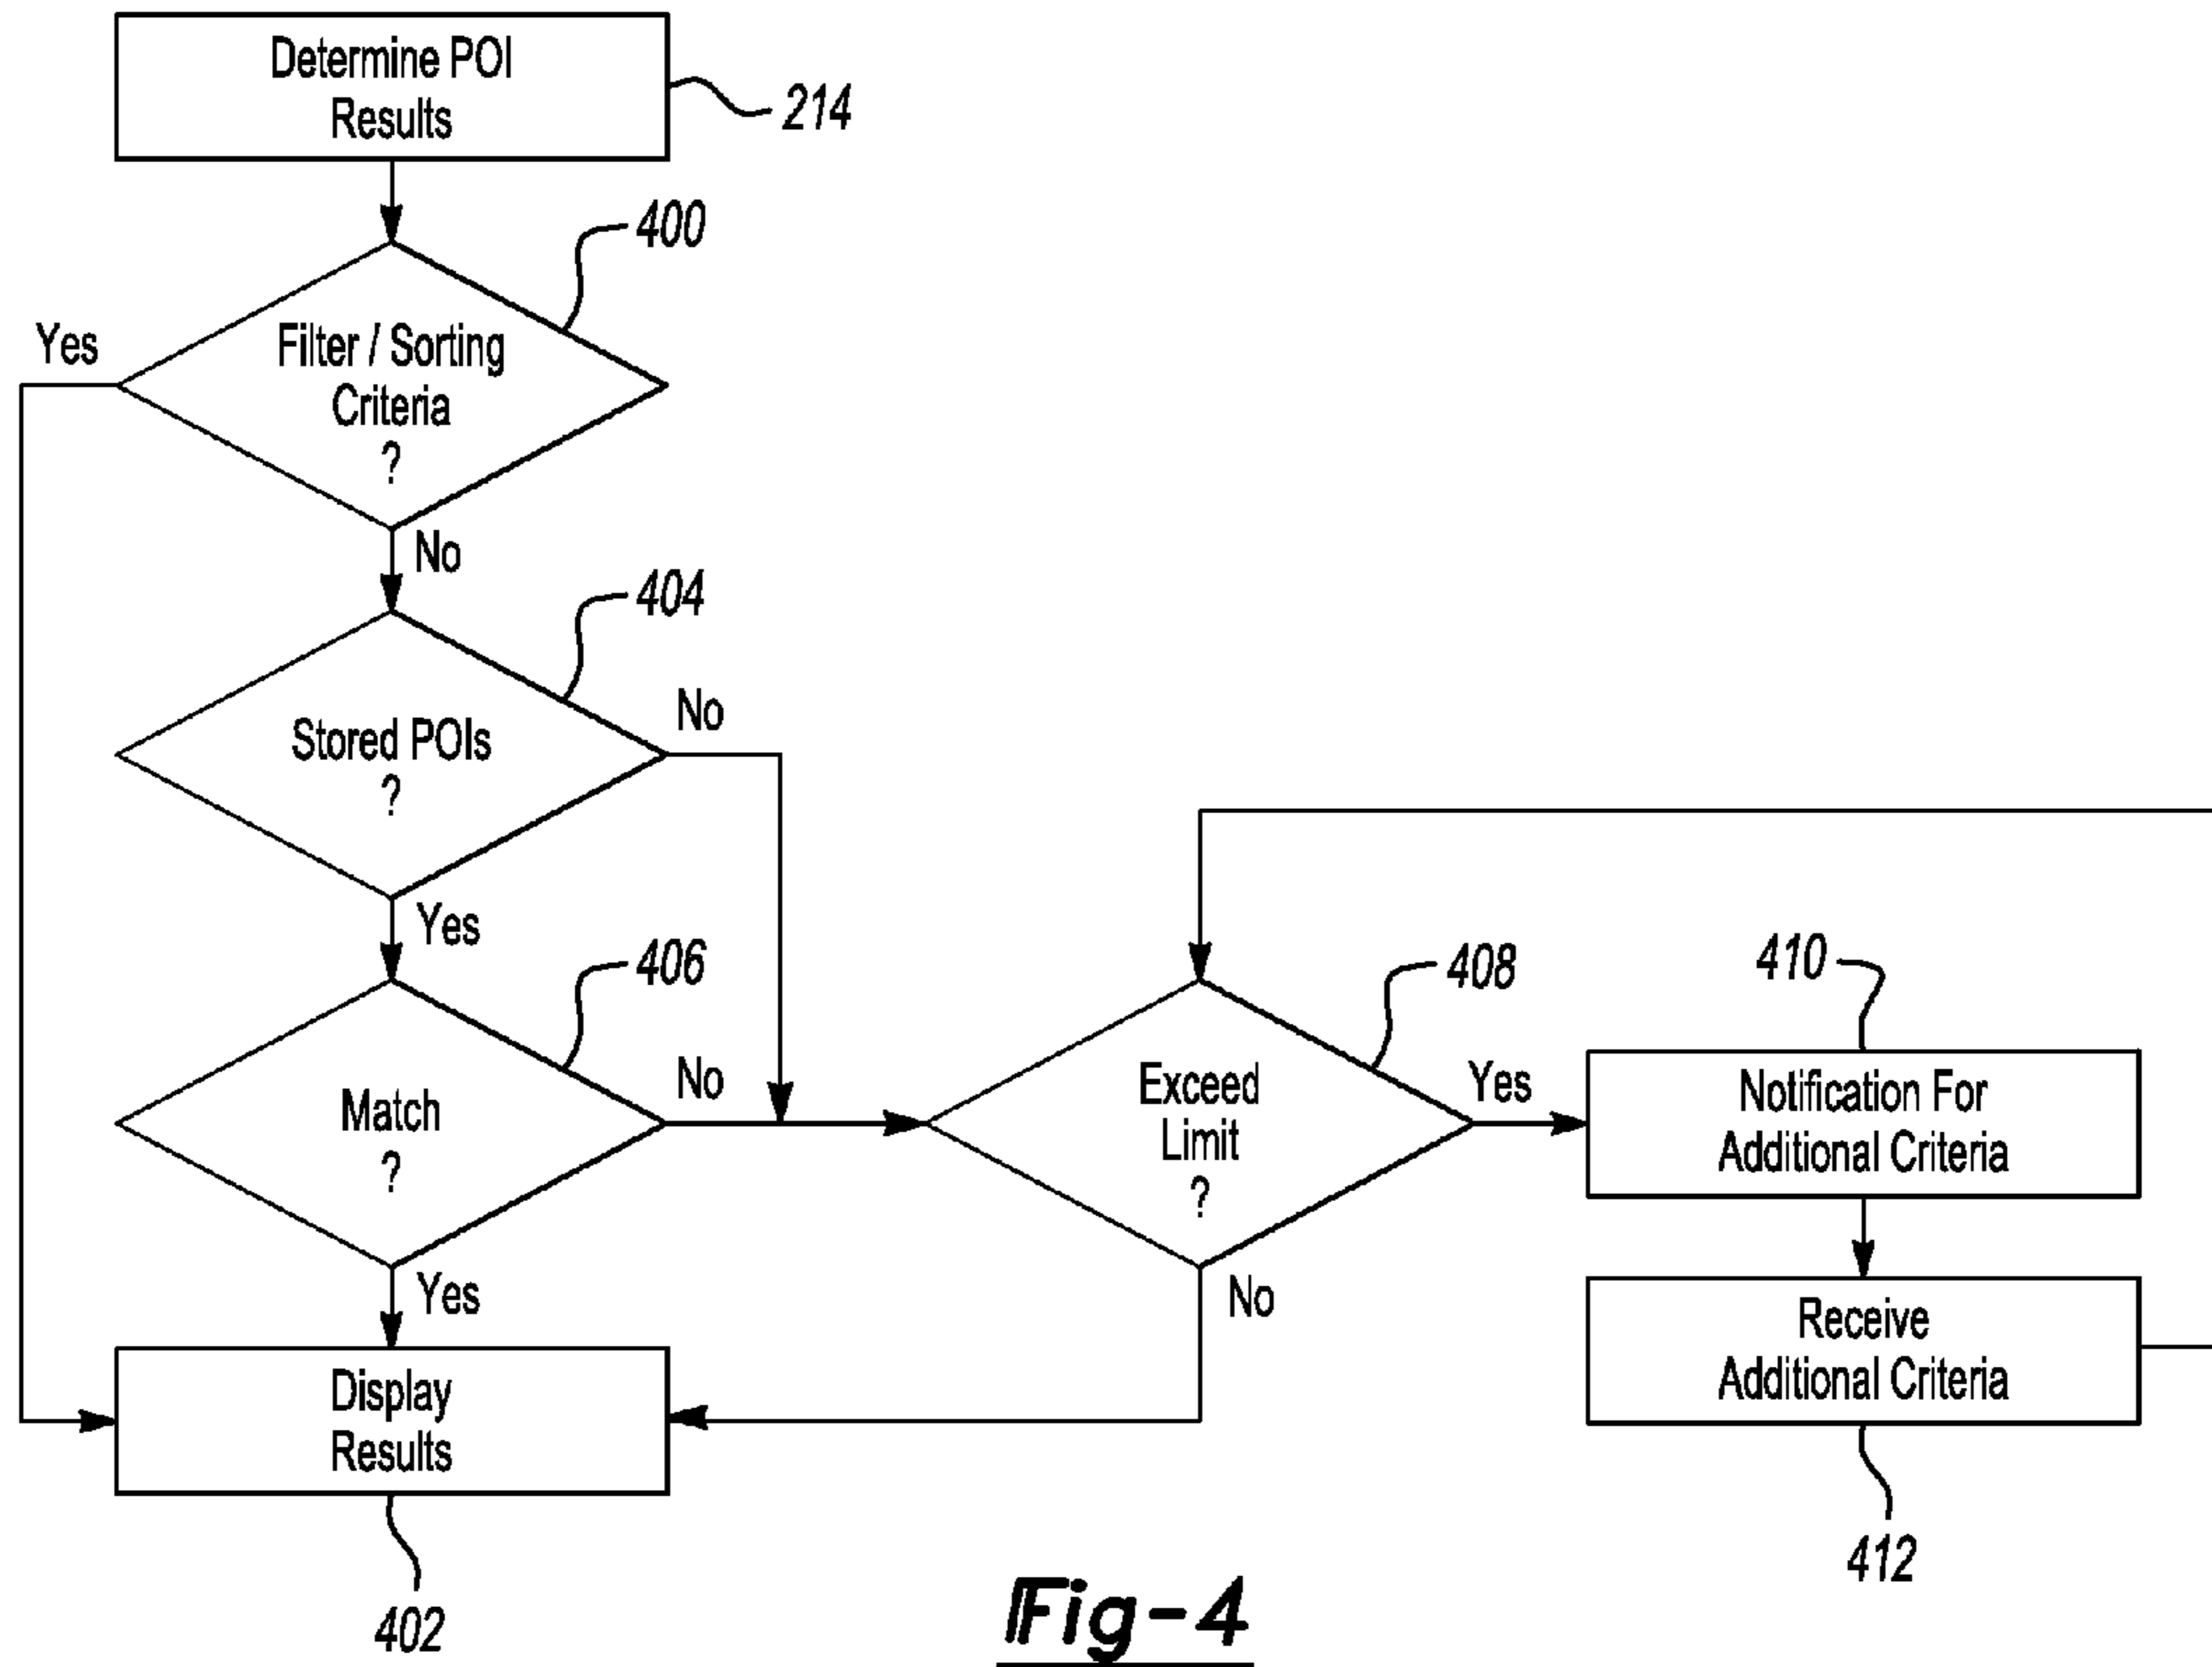 Determine POI
Results
214
400
Yes
Filter / Sorting
Criteria
?
No
404
No
Stored POIs
?
Yes
406
No
Match
?
Yes
408
Exceed
Limit
?
Yes
No
410
Notification For
Additional Criteria
Receive
Additional Criteria
412
Display
Results
402
Fig-4